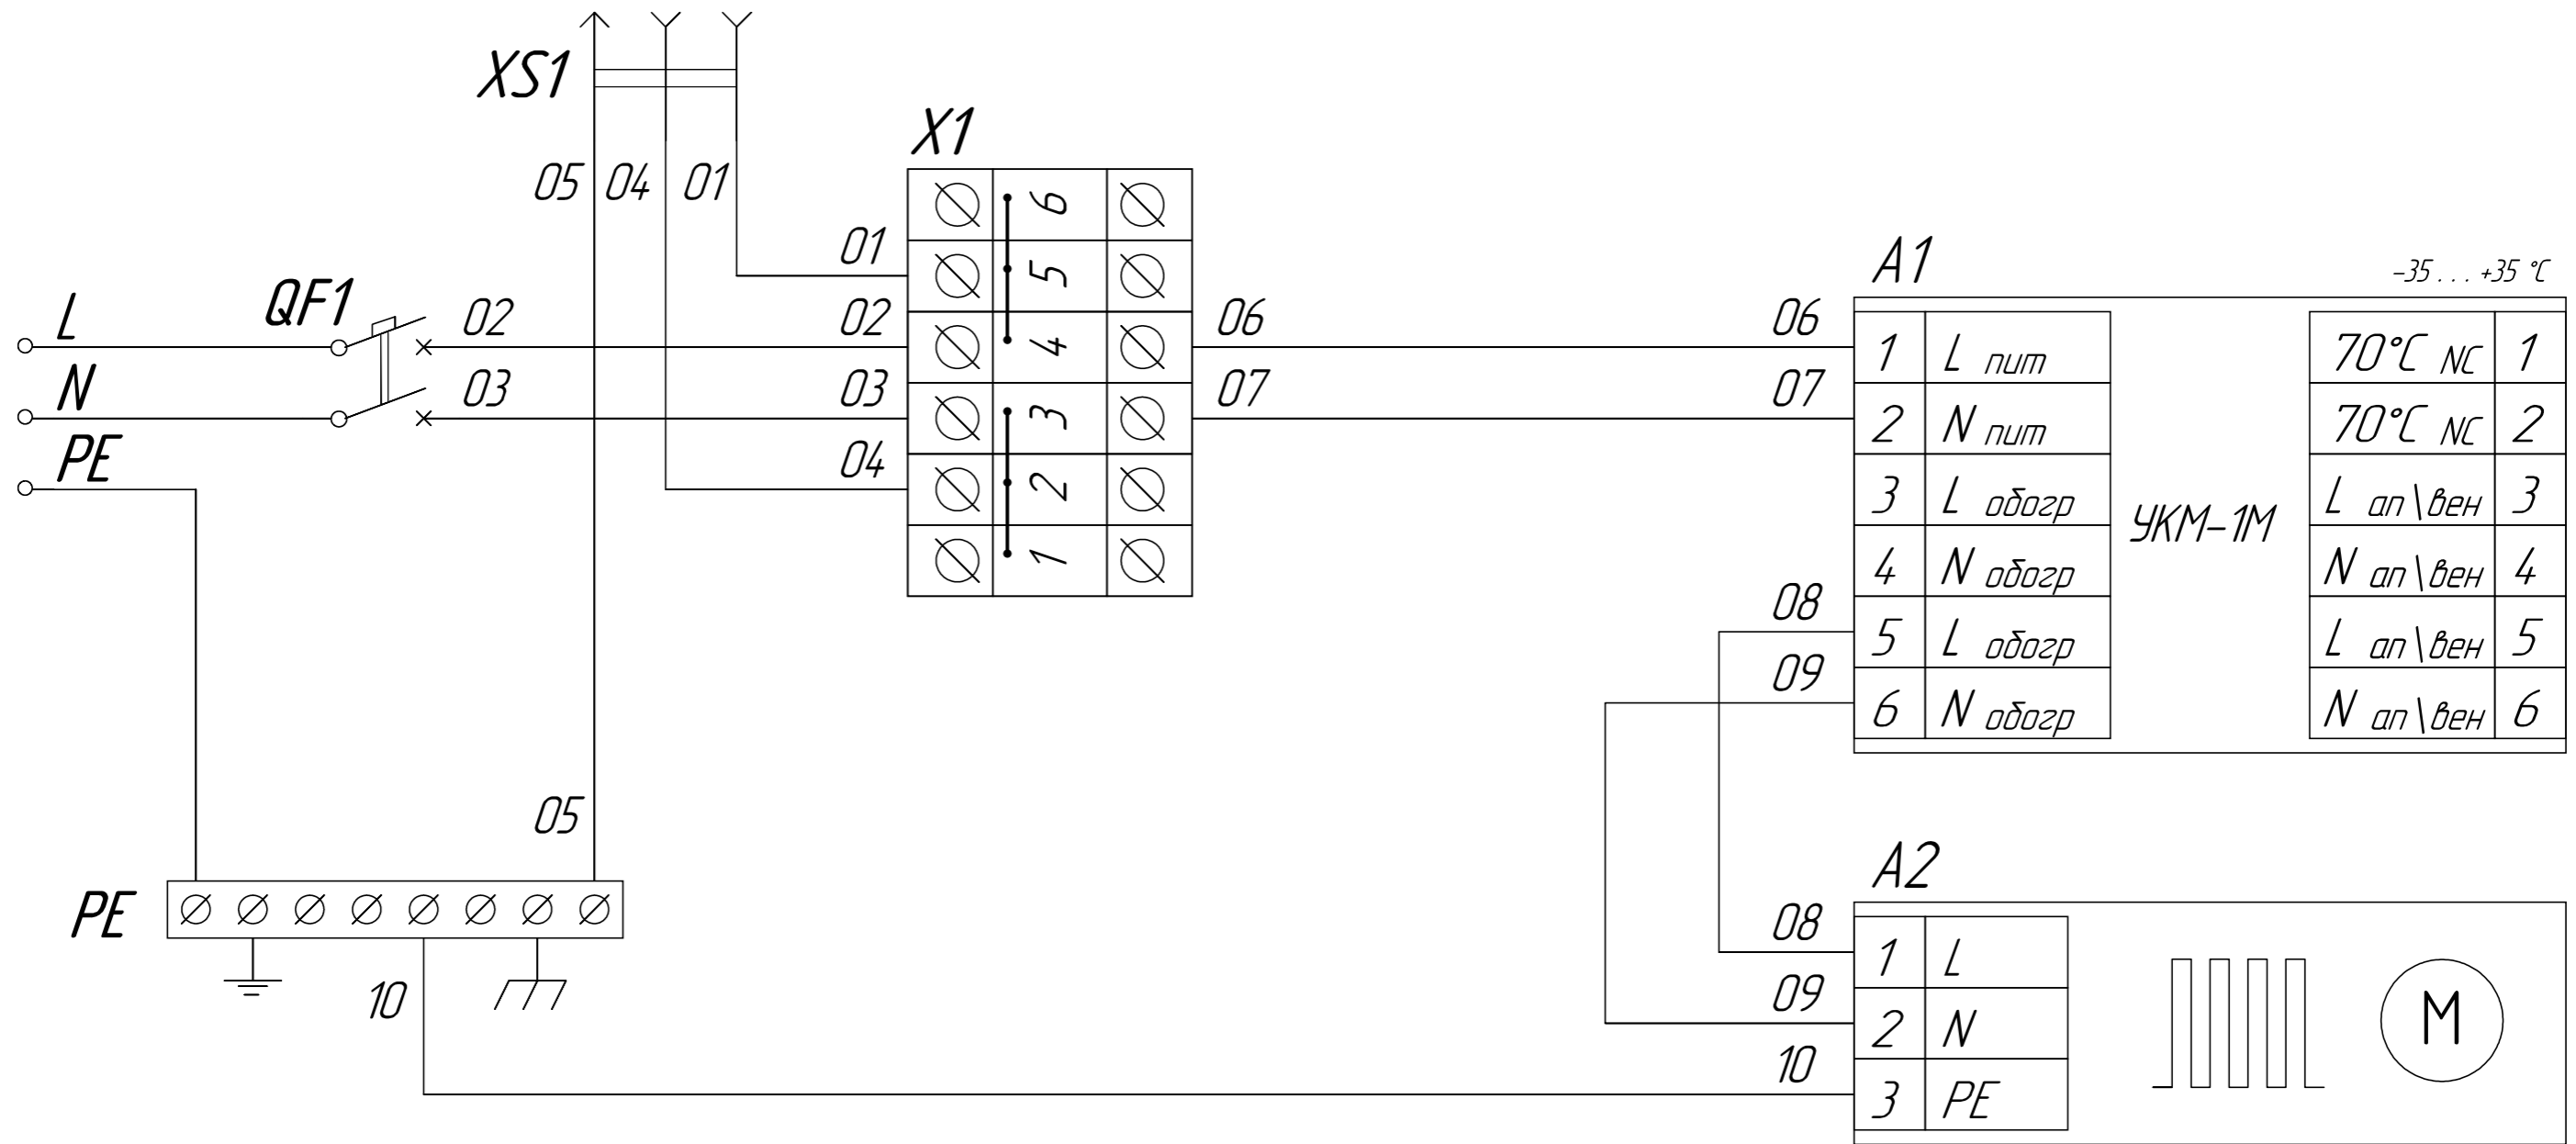 XS1
05 04 01
X1
6
5
4
3
2
1
01
02
03
04
L
N
PE
QF1
02
03
06
07
06
07
08
09
A1
-35 . . . +35 °C
1 L пит
2 N пит
3 L обогр
4 N обогр
5 L обогр
6 N обогр
УКМ-1М
70°C NC 1
70°C NC 2
L ап\вен 3
N ап\вен 4
L ап\вен 5
N ап\вен 6
05
PE
10
A2
08
09
10
1 L
2 N
3 PE
M